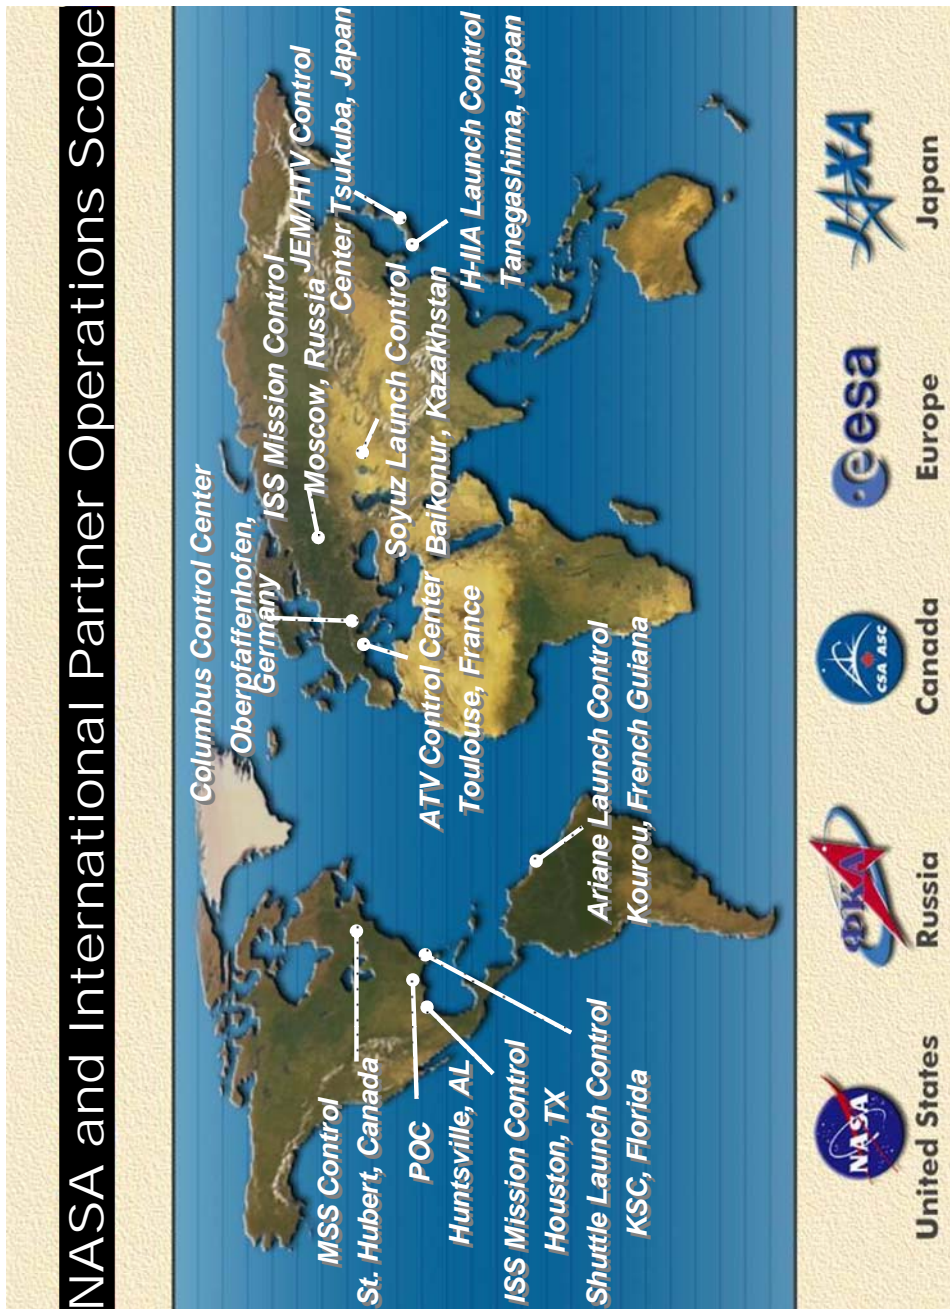 NASA and International Partner Operations Scope
Columbus Control Center
Oberpfaffenhofen,
Germany
ISS Mission Control
Moscow, Russia
JEM/HTV Control
Center Tsukuba, Japan
MSS Control
St. Hubert, Canada
POC
Huntsville, AL
ISS Mission Control
Houston, TX
Shuttle Launch Control
KSC, Florida
ATV Control Center
Toulouse, France
Soyuz Launch Control
Baikonur, Kazakhstan
H-IIA Launch Control
Tanegashima, Japan
Ariane Launch Control
Kourou, French Guiana
NASA
ФКА
CSA ASC
esa
JAXA
United States
Russia
Canada
Europe
Japan